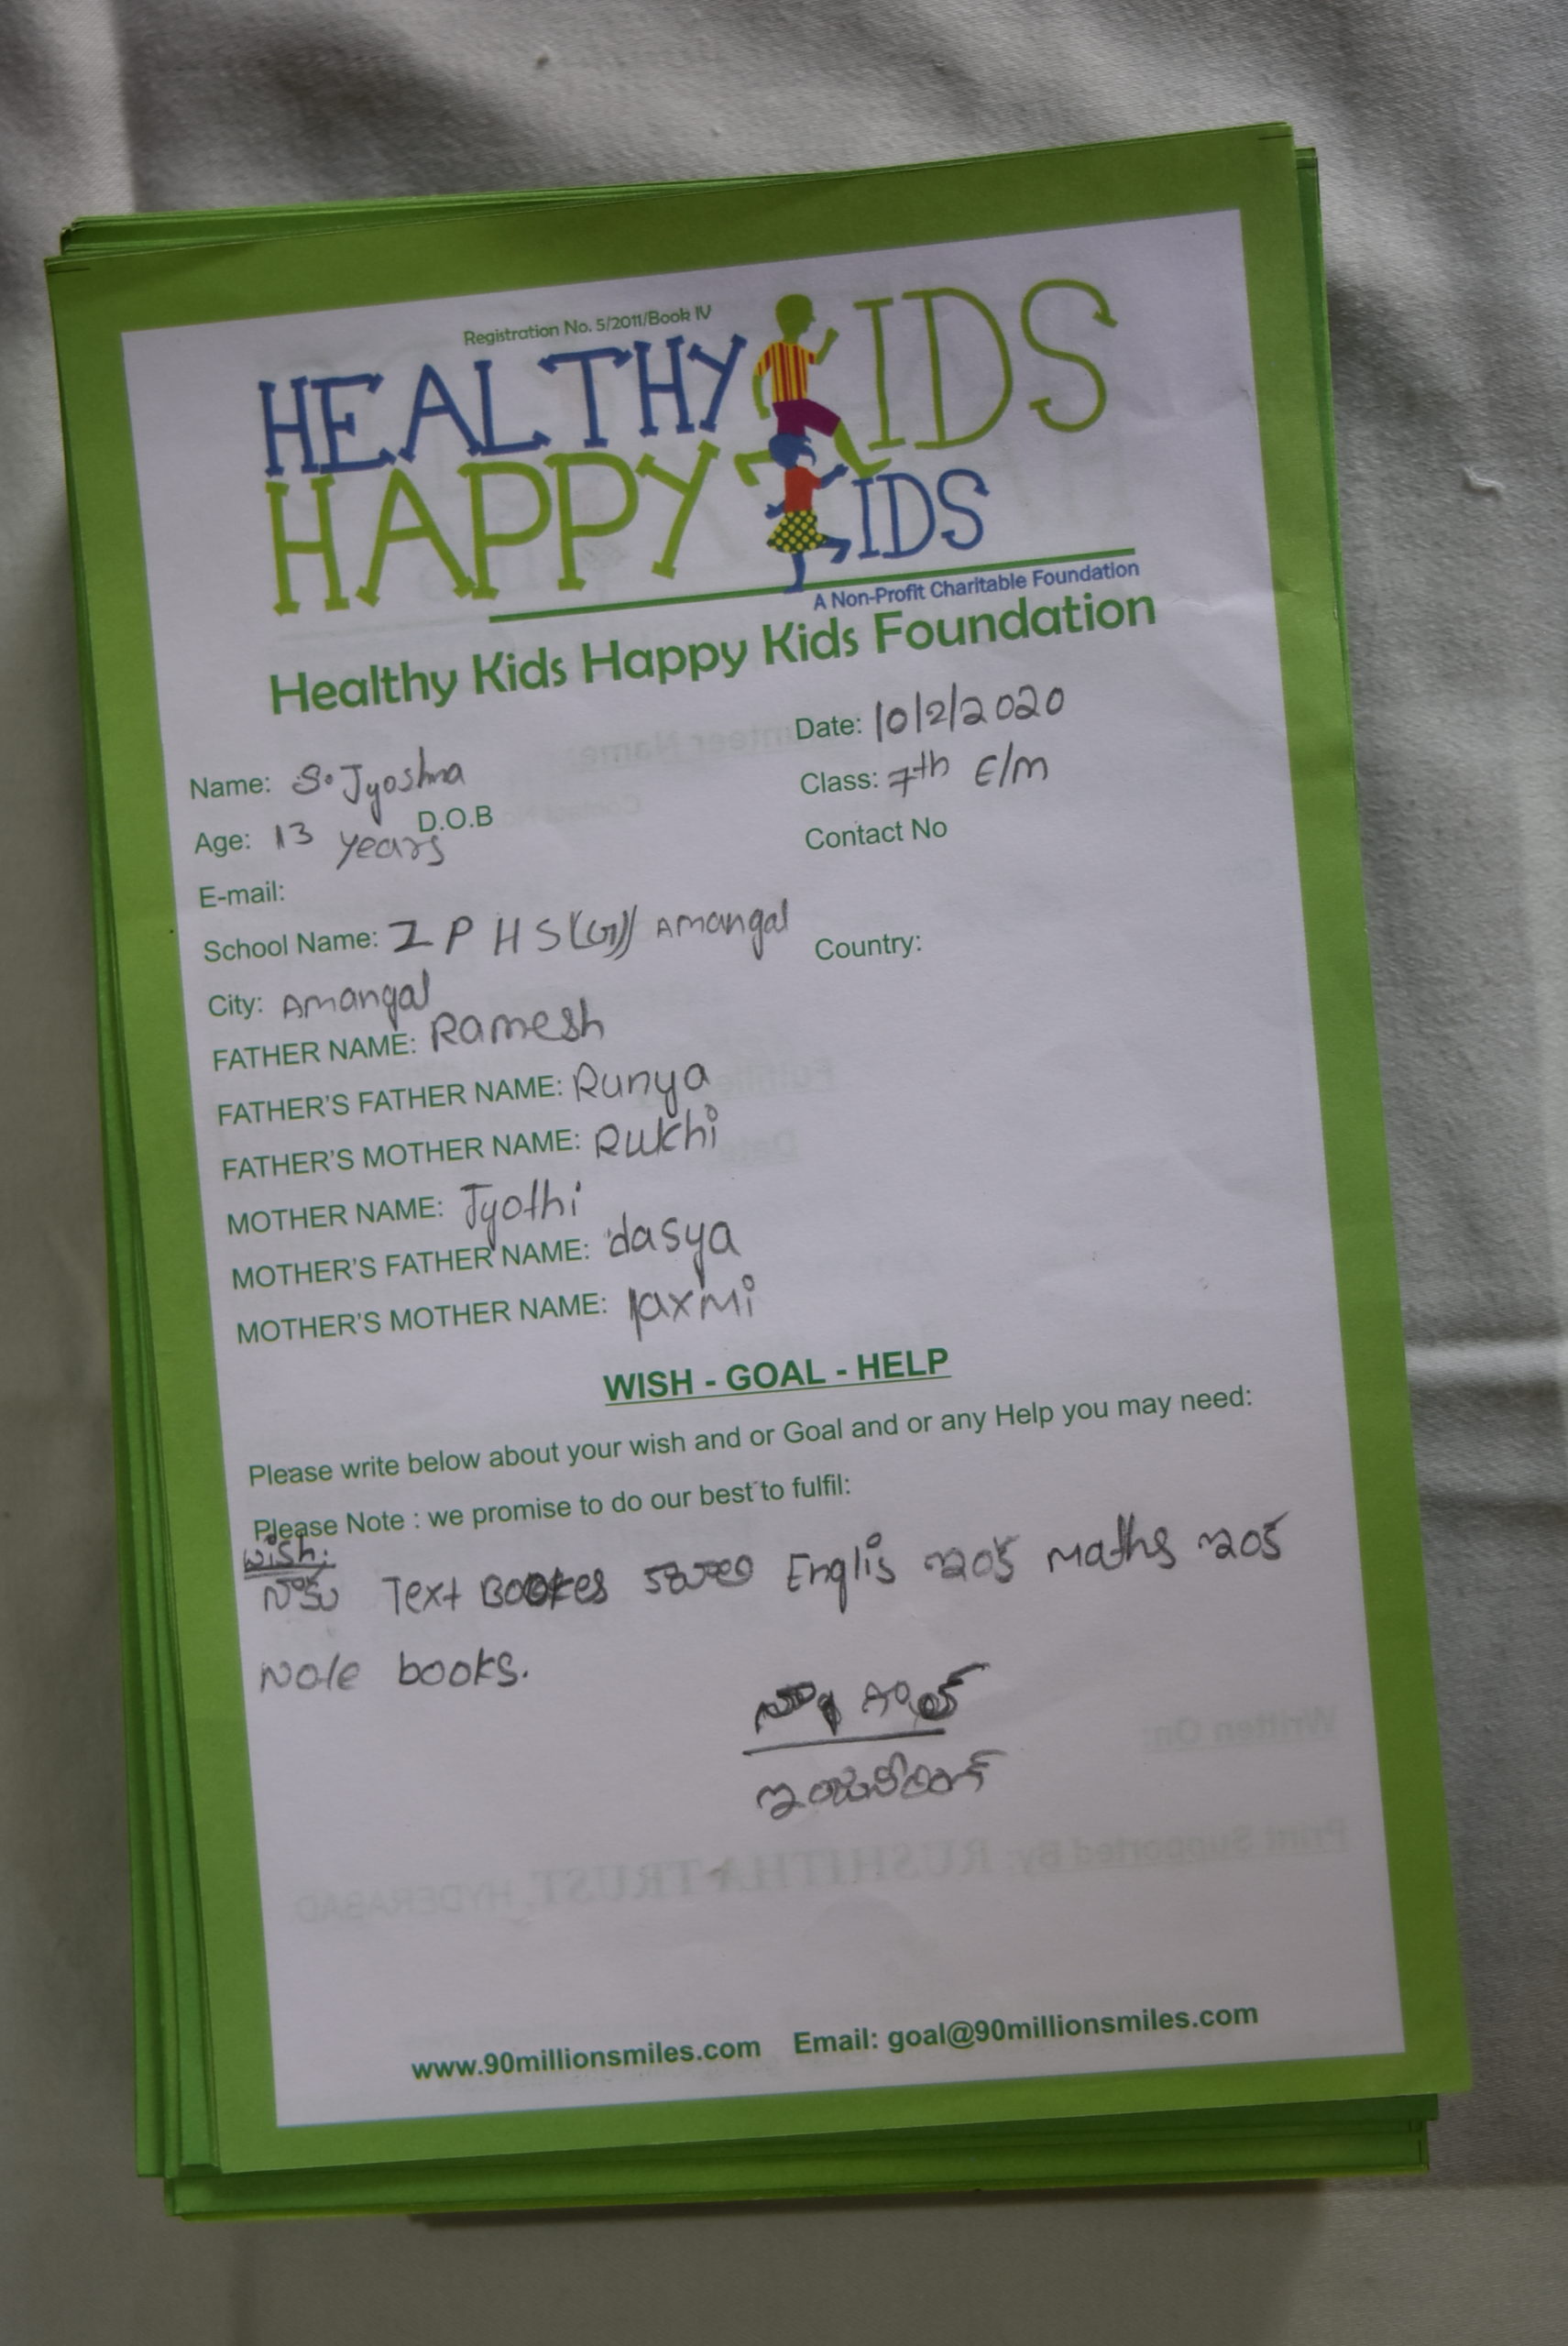 Registration No. 5/2011/Book IV
HEALTHY KIDS
HAPPY KIDS
A Non-Profit Charitable Foundation
Healthy Kids Happy Kids Foundation
Date: 10/2/2020
Name: S. Jyoshna
Class: 7th E/M
Age: 13 years D.O.B
Contact No
E-mail:
School Name: Z P H S (G) Amangal
Country:
City: Amangal
FATHER NAME: Ramesh
FATHER'S FATHER NAME: Runya
FATHER'S MOTHER NAME: Rukhi
MOTHER NAME: Jyothi
MOTHER'S FATHER NAME: dasya
MOTHER'S MOTHER NAME: laxmi
WISH - GOAL - HELP
Please write below about your wish and or Goal and or any Help you may need:
Please Note : we promise to do our best to fulfil:
wish:
నాకు Text Bookes కావాలి Englis ఇంక maths ఇంక
Note books.
నా గోల్
www.90millionsmiles.com Email: goal@90millionsmiles.com